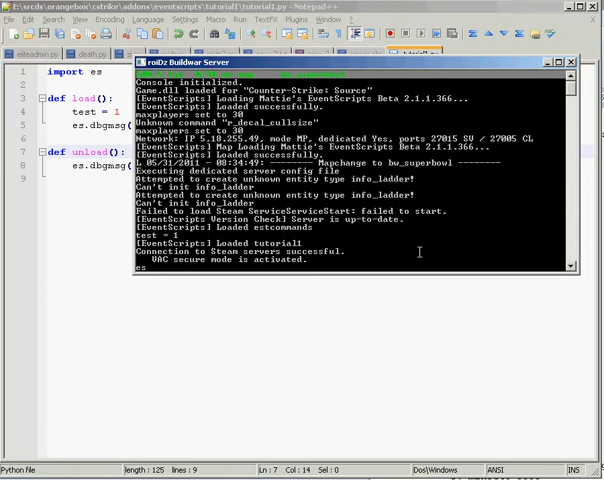 E:\srcds\orangebox\cstrike\addons\eventscripts\tutorial1\tutorial1.py - Notepad++
Edit Search View Encoding Language Settings Macro Run TextFX Plugins Window ?
eliteadmin.py death.py
1 import es
2
3 def load():
4 test = 1
5 es.dbgmsg(
6
7 def unload():
8 es.dbgmsg(
9
roiDz Buildwar Server
Console initialized.
Game.dll loaded for "Counter-Strike: Source"
[EventScripts] Loading Mattie's EventScripts Beta 2.1.1.366...
[EventScripts] Loaded successfully.
maxplayers set to 30
Unknown command "r_decal_cullsize"
maxplayers set to 30
Network: IP 5.18.255.49, mode MP, dedicated Yes, ports 27015 SV / 27005 CL
[EventScripts] Map Loading Mattie's EventScripts Beta 2.1.1.366...
[EventScripts] Loaded successfully.
L 05/31/2011 - 08:34:49: -------- Mapchange to bw_superbowl --------
Executing dedicated server config file
Attempted to create unknown entity type info_ladder!
Can't init info_ladder
Attempted to create unknown entity type info_ladder!
Can't init info_ladder
Failed to load Steam ServiceServiceStart: failed to start.
[EventScripts Version Check] Server is up-to-date.
[EventScripts] Loaded estcommands
test = 1
[EventScripts] Loaded tutorial1
Connection to Steam servers successful.
VAC secure mode is activated.
es
Python file length : 125 lines : 9 Ln : 7 Col : 14 Sel : 0 Dos\Windows ANSI INS